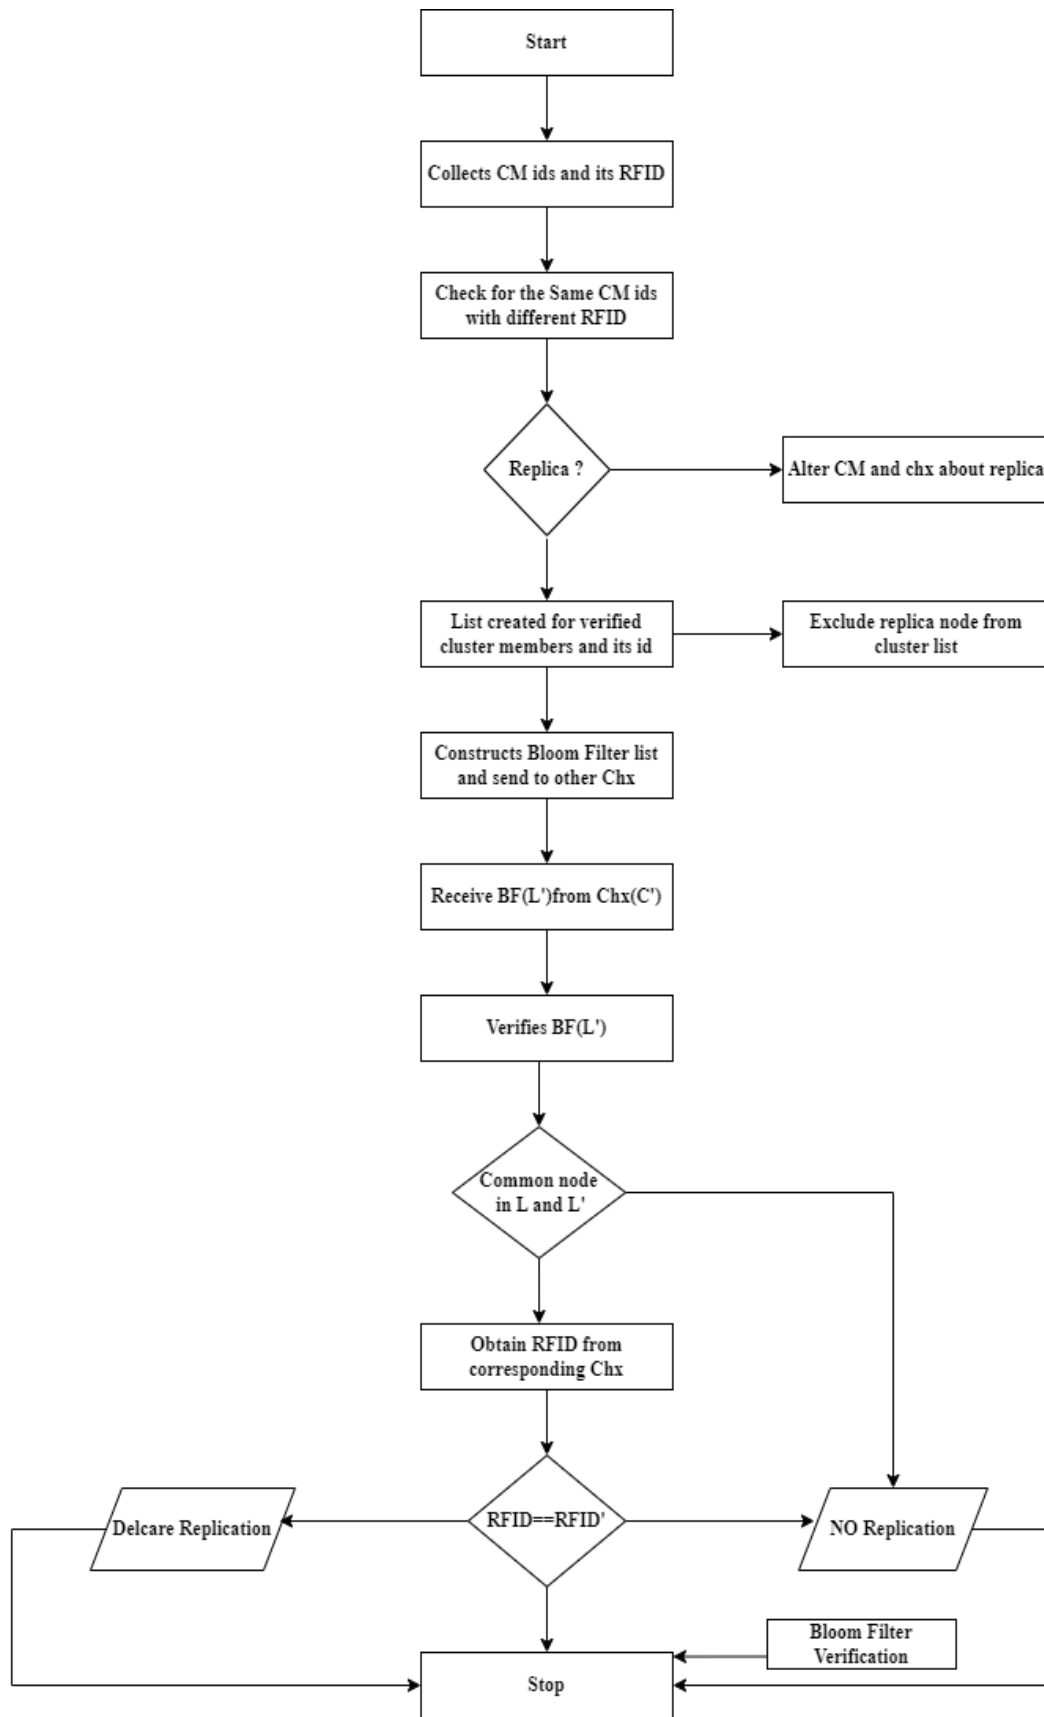 Start
Collects CM ids and its RFID
Check for the Same CM ids
with different RFID
Replica ?
Alter CM and chx about replica
List created for verified
cluster members and its id
Exclude replica node from
cluster list
Constructs Bloom Filter list
and send to other Chx
Receive BF(L')from Chx(C')
Verifies BF(L')
Common node
in L and L'
Obtain RFID from
corresponding Chx
Delcare Replication
RFID==RFID'
NO Replication
Bloom Filter
Verification
Stop